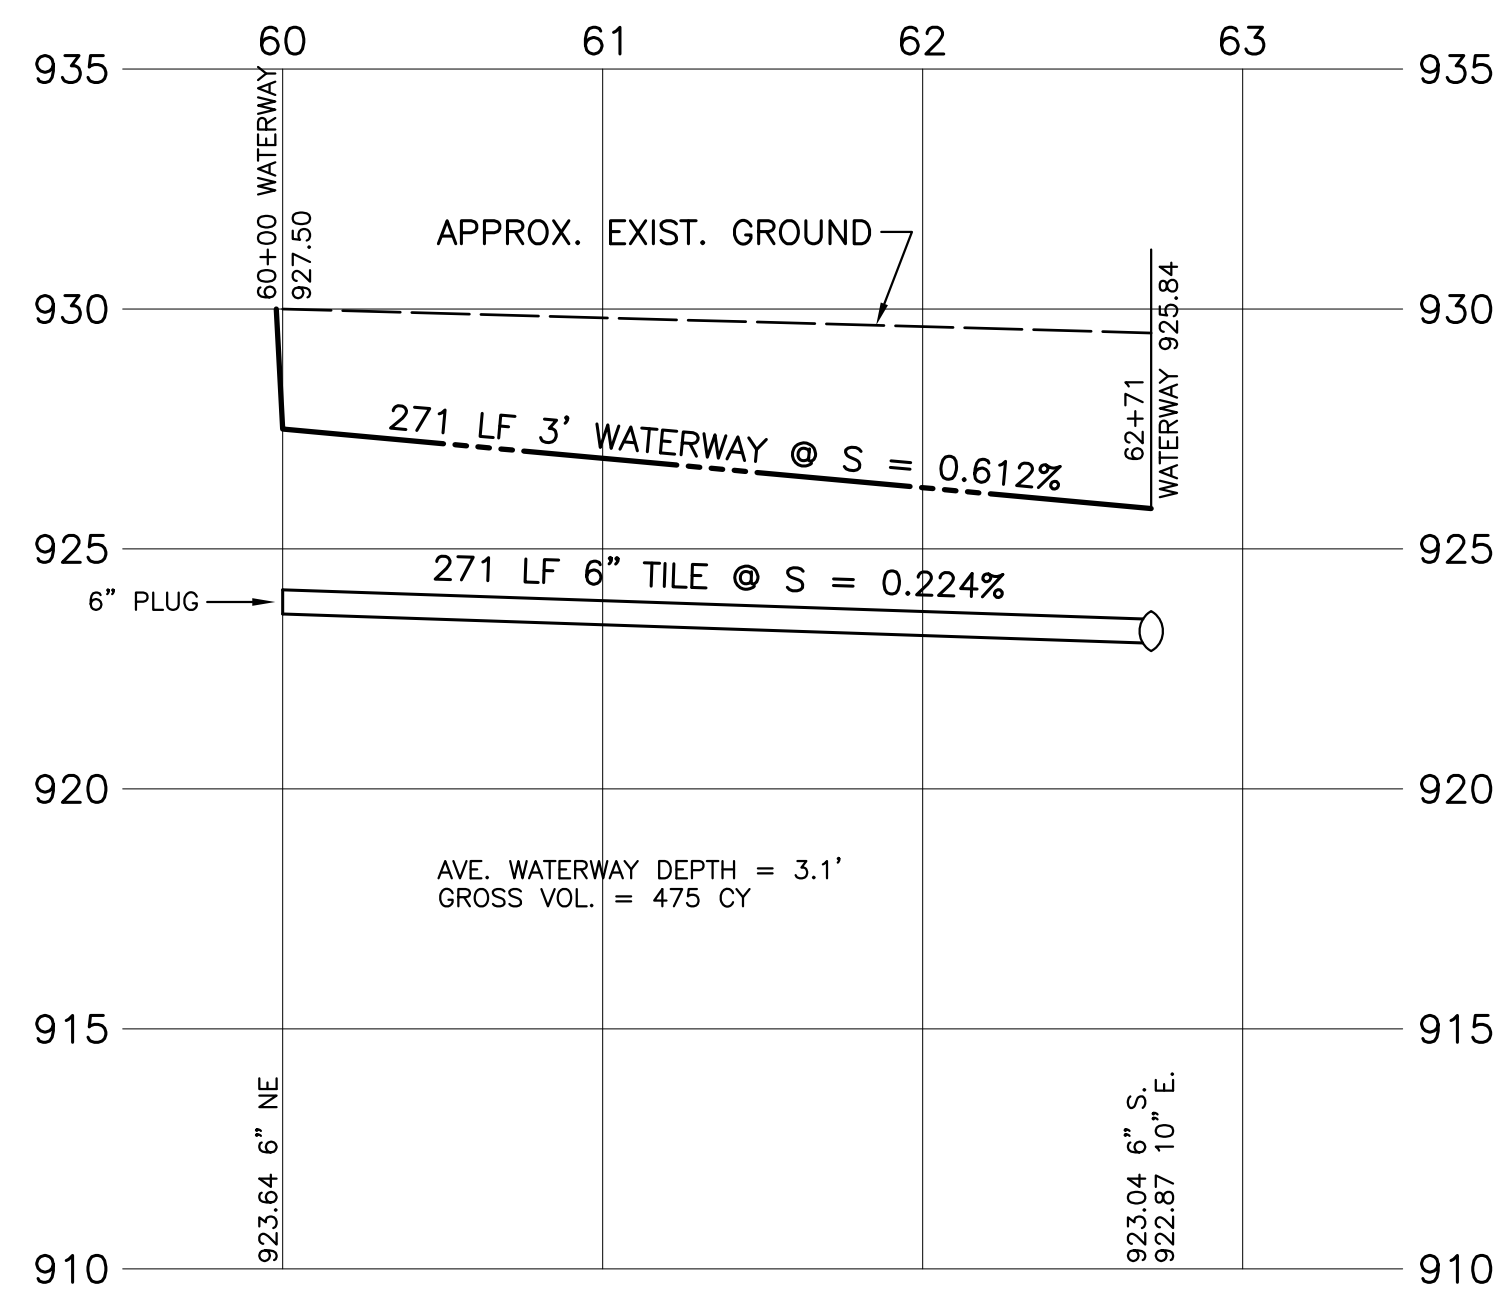 60 61 62 63
935 935
60+00 WATERWAY
927.50
APPROX. EXIST. GROUND
930 930
62+71
WATERWAY 925.84
271 LF 3' WATERWAY @ S = 0.612%
925 925
271 LF 6" TILE @ S = 0.224%
6" PLUG
920 920
AVE. WATERWAY DEPTH = 3.1'
GROSS VOL. = 475 CY
915 915
923.64 6" NE
923.04 6" S.
922.87 10" E.
910 910